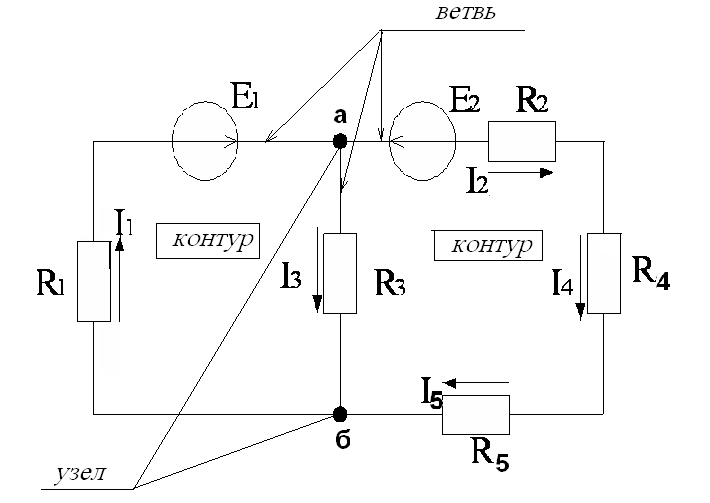 ветвь
E1
а
E2
R2
I2
I1
контур
контур
R1
I3
R3
I4
R4
I5
б
R5
узел